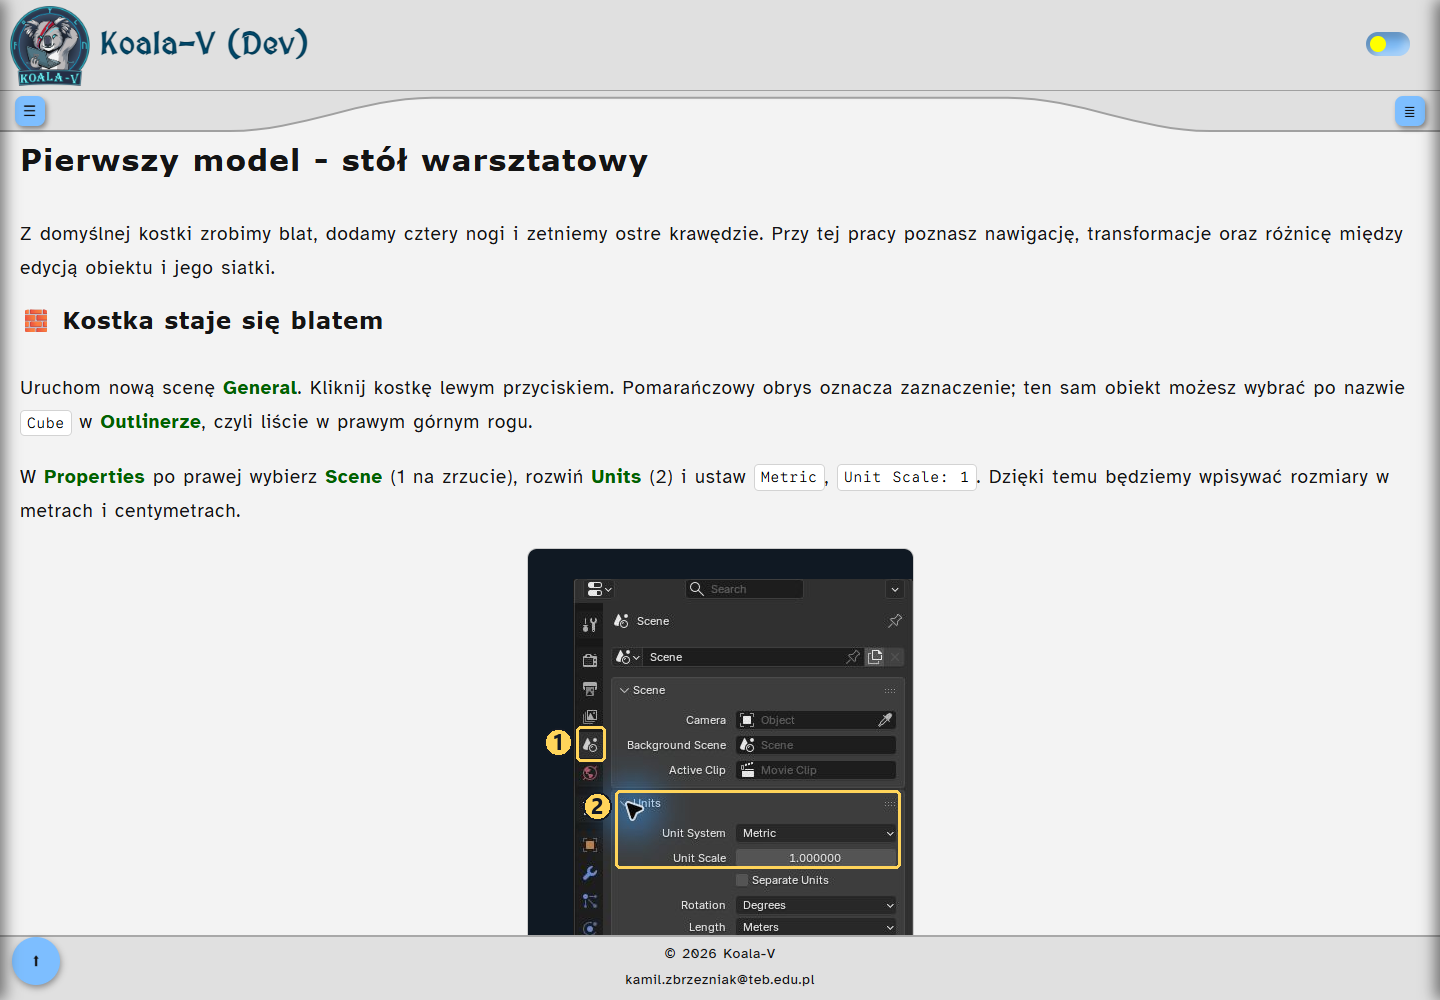 KOALA-V
Koala-V (Dev)
Pierwszy model - stół warsztatowy
Z domyślnej kostki zrobimy blat, dodamy cztery nogi i zetniemy ostre krawędzie. Przy tej pracy poznasz nawigację, transformacje oraz różnicę między
edycją obiektu i jego siatki.
🧱 Kostka staje się blatem
Uruchom nową scenę General. Kliknij kostkę lewym przyciskiem. Pomarańczowy obrys oznacza zaznaczenie; ten sam obiekt możesz wybrać po nazwie
Cube w Outlinerze, czyli liście w prawym górnym rogu.
W Properties po prawej wybierz Scene (1 na zrzucie), rozwiń Units (2) i ustaw Metric, Unit Scale: 1. Dzięki temu będziemy wpisywać rozmiary w
metrach i centymetrach.
Search
Scene
Scene
Scene
Camera Object
1
Background Scene Scene
Active Clip Movie Clip
2 Units
Unit System Metric
Unit Scale 1.000000
Separate Units
Rotation Degrees
Length Meters
© 2026 Koala-V
kamil.zbrzezniak@teb.edu.pl